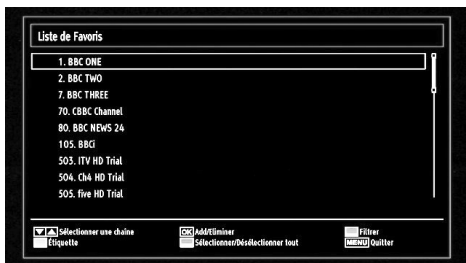 Liste de Favoris
1. BBC ONE
2. BBC TWO
7. BBC THREE
70. CBBC Channel
80. BBC NEWS 24
105. BBCi
503. ITV HD Trial
504. Ch4 HD Trial
505. five HD Trial
Sélectionner une chaîne OK Add/Eliminer Filtrer
Étiquette Sélectionner/Désélectionner tout MENU Quitter